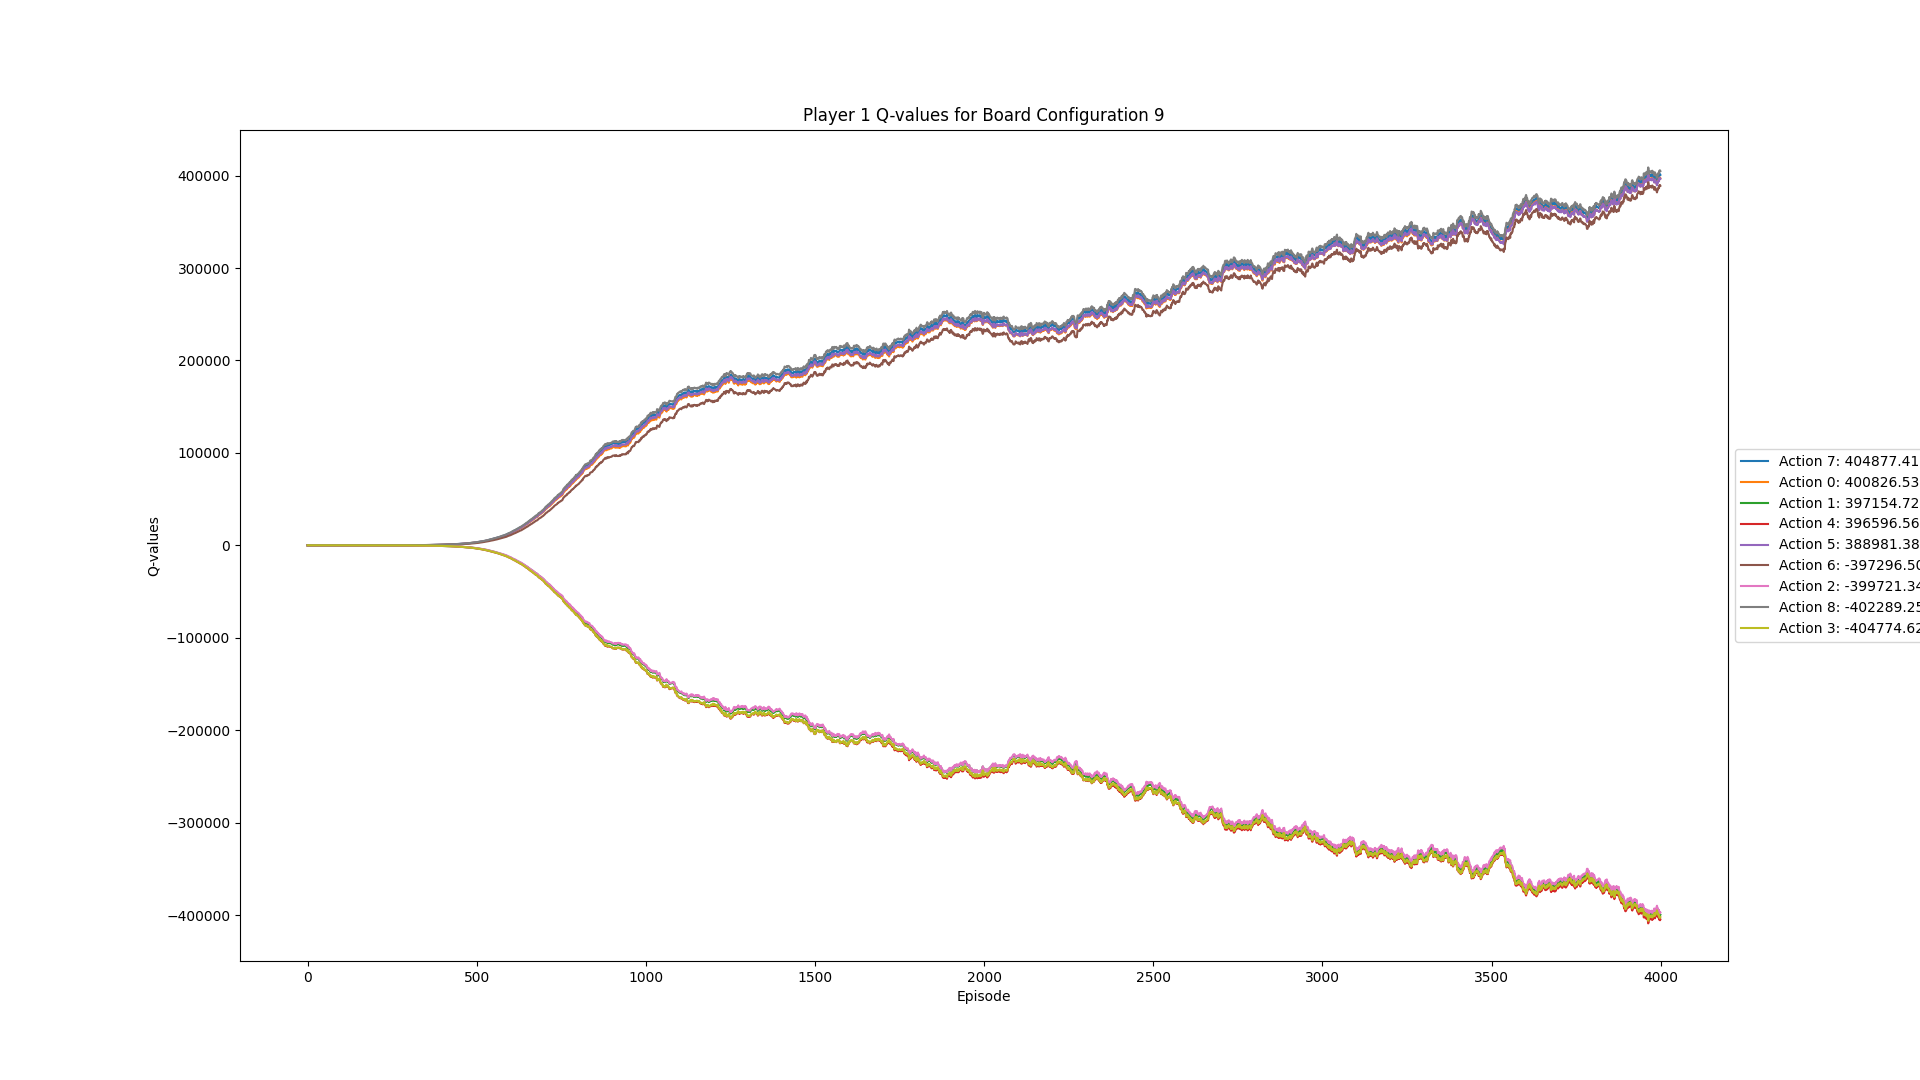 Player 1 Q-values for Board Configuration 9
400000
300000
200000
100000
0
−100000
−200000
−300000
−400000
Q-values
0 500 1000 1500 2000 2500 3000 3500 4000
Episode
Action 7: 404877.41
Action 0: 400826.53
Action 1: 397154.72
Action 4: 396596.56
Action 5: 388981.38
Action 6: -397296.50
Action 2: -399721.34
Action 8: -402289.25
Action 3: -404774.62